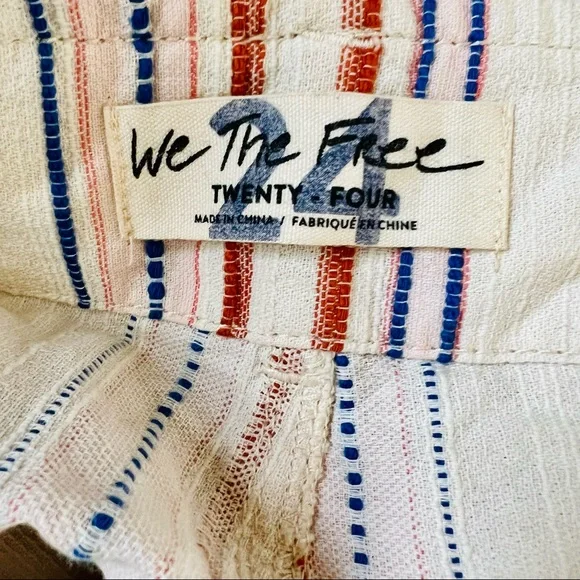 We The Free
24
TWENTY - FOUR
MADE IN CHINA / FABRIQUÉ EN CHINE